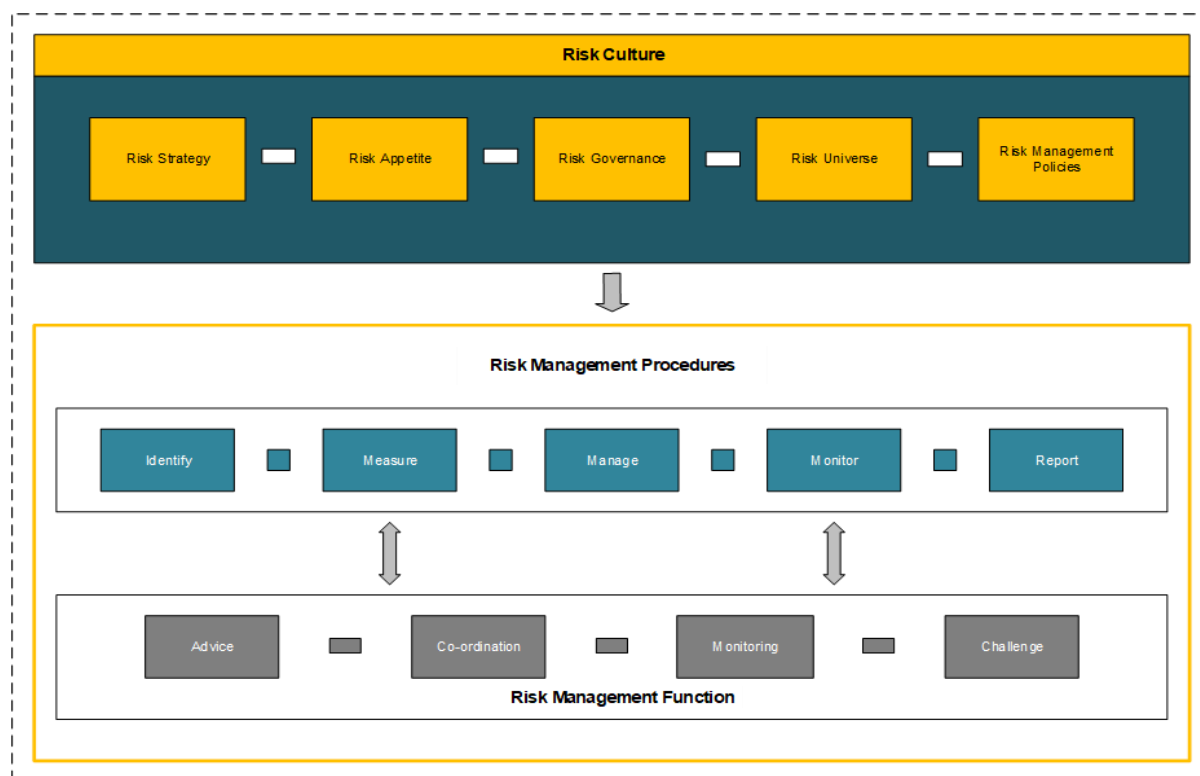 Risk Culture
Risk Strategy
Risk Appetite
Risk Governance
Risk Universe
Risk Management
Policies
Risk Management Procedures
Identify
Measure
Manage
Monitor
Report
Advice
Co-ordination
Monitoring
Challenge
Risk Management Function